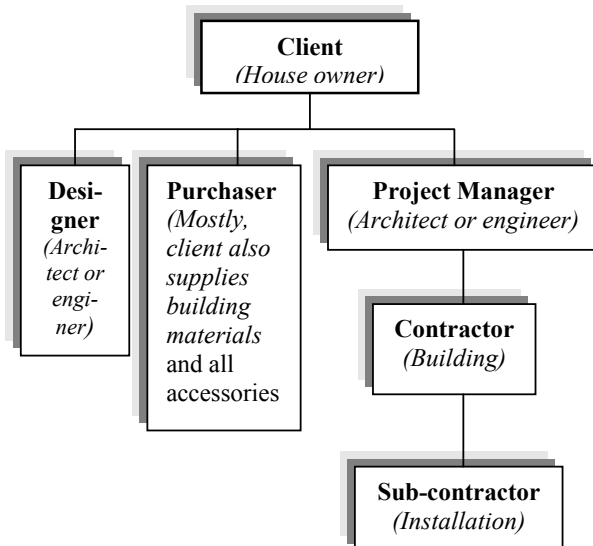 Client
(House owner)
Desi-
gner
(Archi-
tect or
engi-
ner)
Purchaser
(Mostly,
client also
supplies
building
materials
and all
accessories
Project Manager
(Architect or engineer)
Contractor
(Building)
Sub-contractor
(Installation)